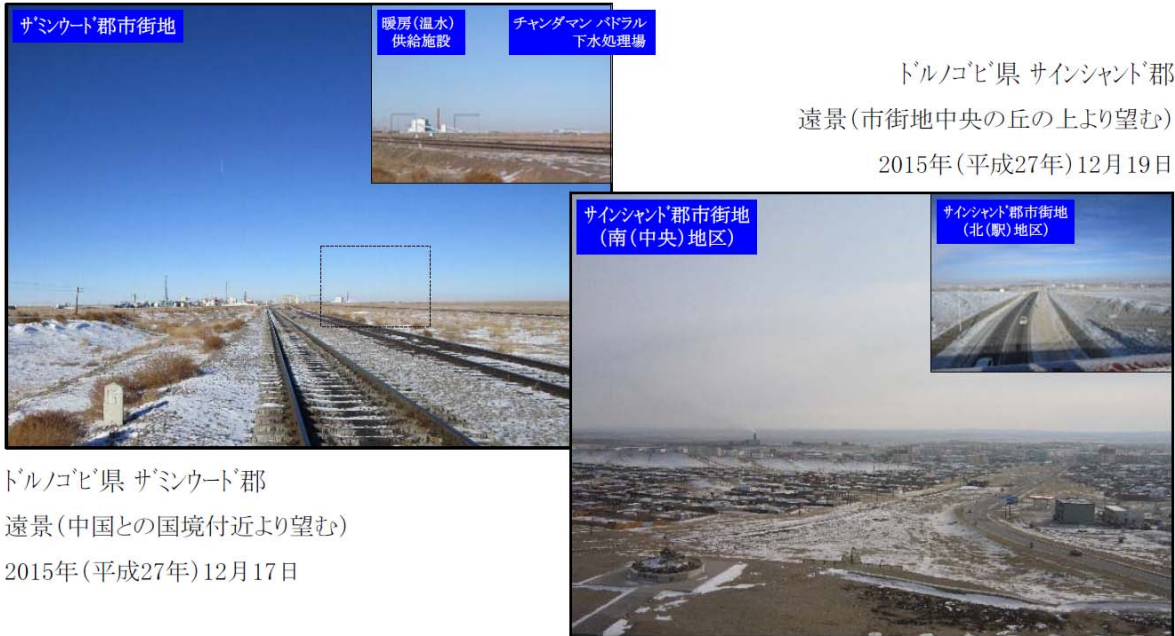 ザミンウード郡市街地
暖房(温水)
供給施設
チャンダマン バドラル
下水処理場
ドルノゴビ県 サインシャンド郡
遠景(市街地中央の丘の上より望む)
2015年(平成27年)12月19日
サインシャンド郡市街地
(南(中央)地区)
サインシャンド郡市街地
(北(駅)地区)
ドルノゴビ県 ザミンウード郡
遠景(中国との国境付近より望む)
2015年(平成27年)12月17日